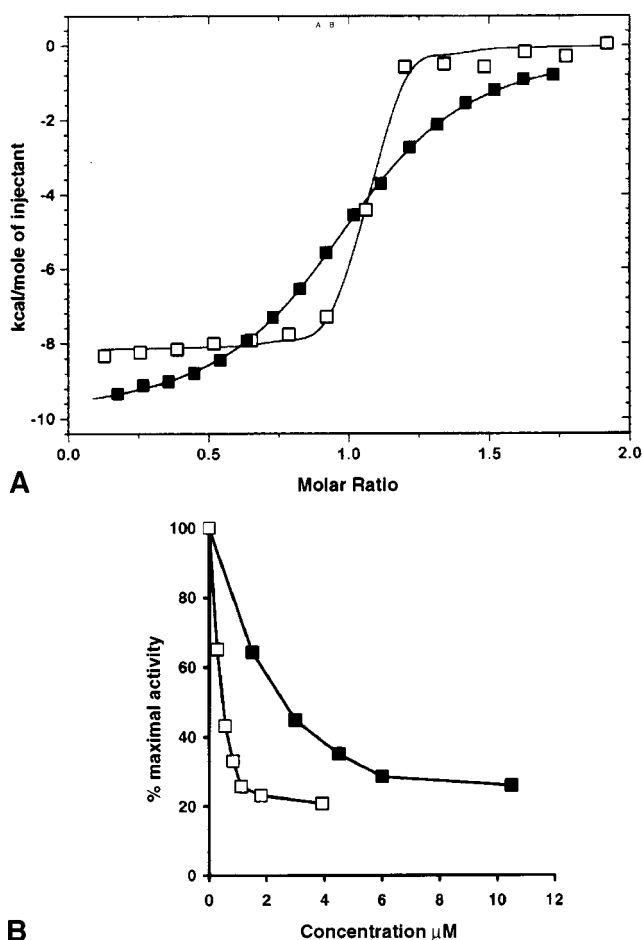 A B
0
-2
-4
-6
-8
-10
kcal/mole of injectant
0.0 0.5 1.0 1.5 2.0
Molar Ratio
A
100
80
60
40
20
0
% maximal activity
0 2 4 6 8 10 12
Concentration µM
B